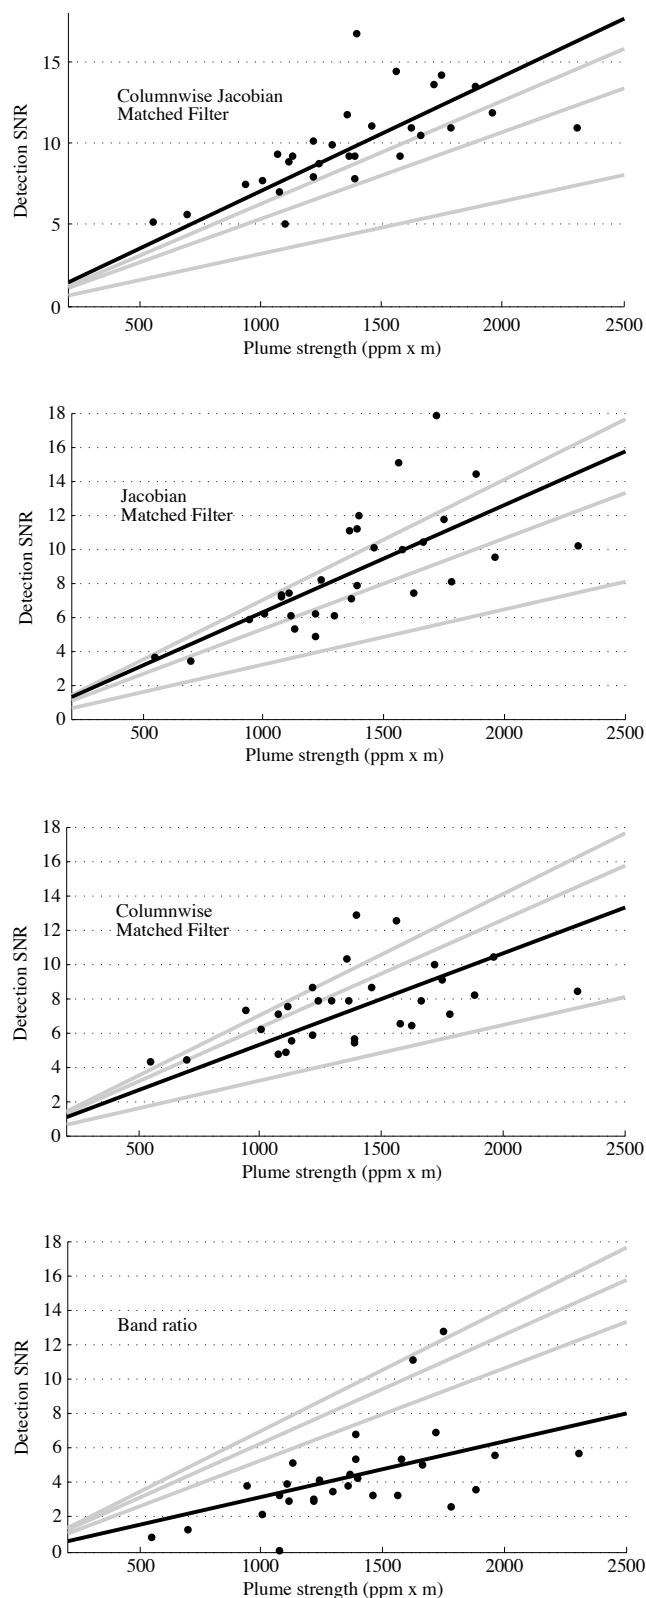 15
10
5
0
Detection SNR
Columnwise Jacobian
Matched Filter
500 1000 1500 2000 2500
Plume strength (ppm x m)
18
16
14
12
10
8
6
4
2
0
Detection SNR
Jacobian
Matched Filter
500 1000 1500 2000 2500
Plume strength (ppm x m)
18
16
14
12
10
8
6
4
2
0
Detection SNR
Columnwise
Matched Filter
500 1000 1500 2000 2500
Plume strength (ppm x m)
18
16
14
12
10
8
6
4
2
0
Detection SNR
Band ratio
500 1000 1500 2000 2500
Plume strength (ppm x m)